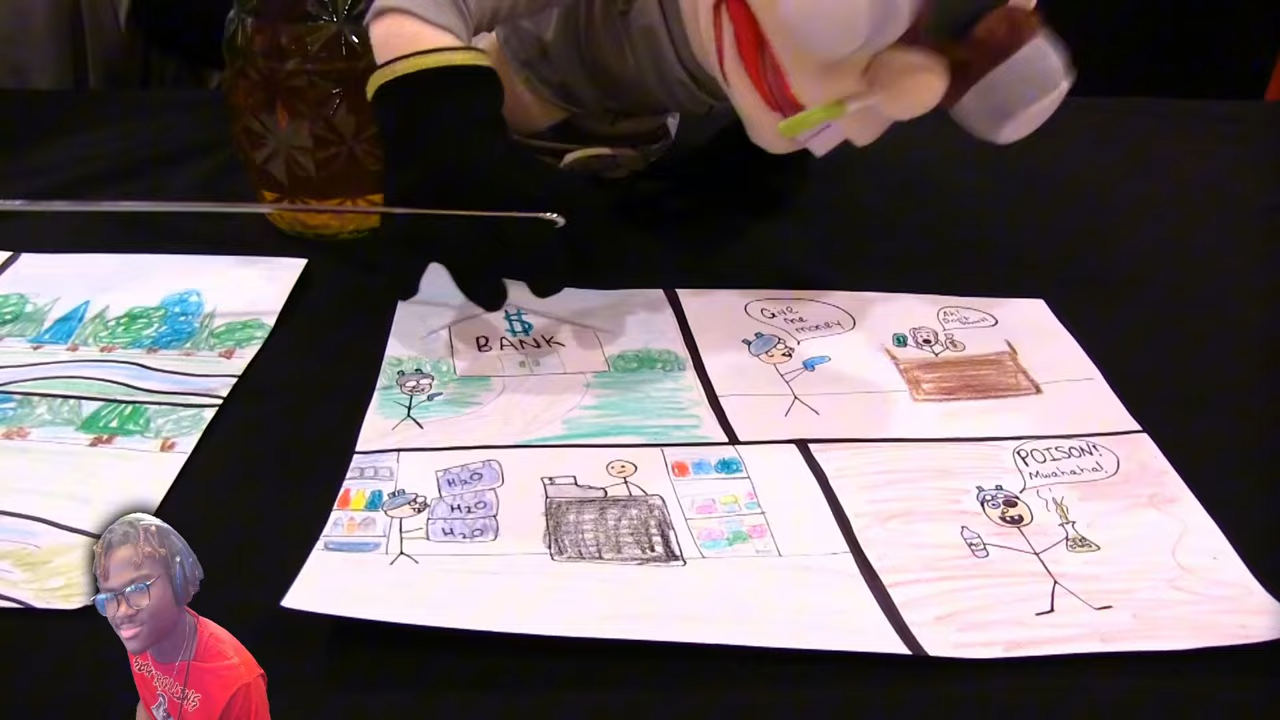 $
BANK
Give
me
money
Ah!
Don't
shoot!
H₂O
H₂O
H₂O
POISON!
Mwahaha!